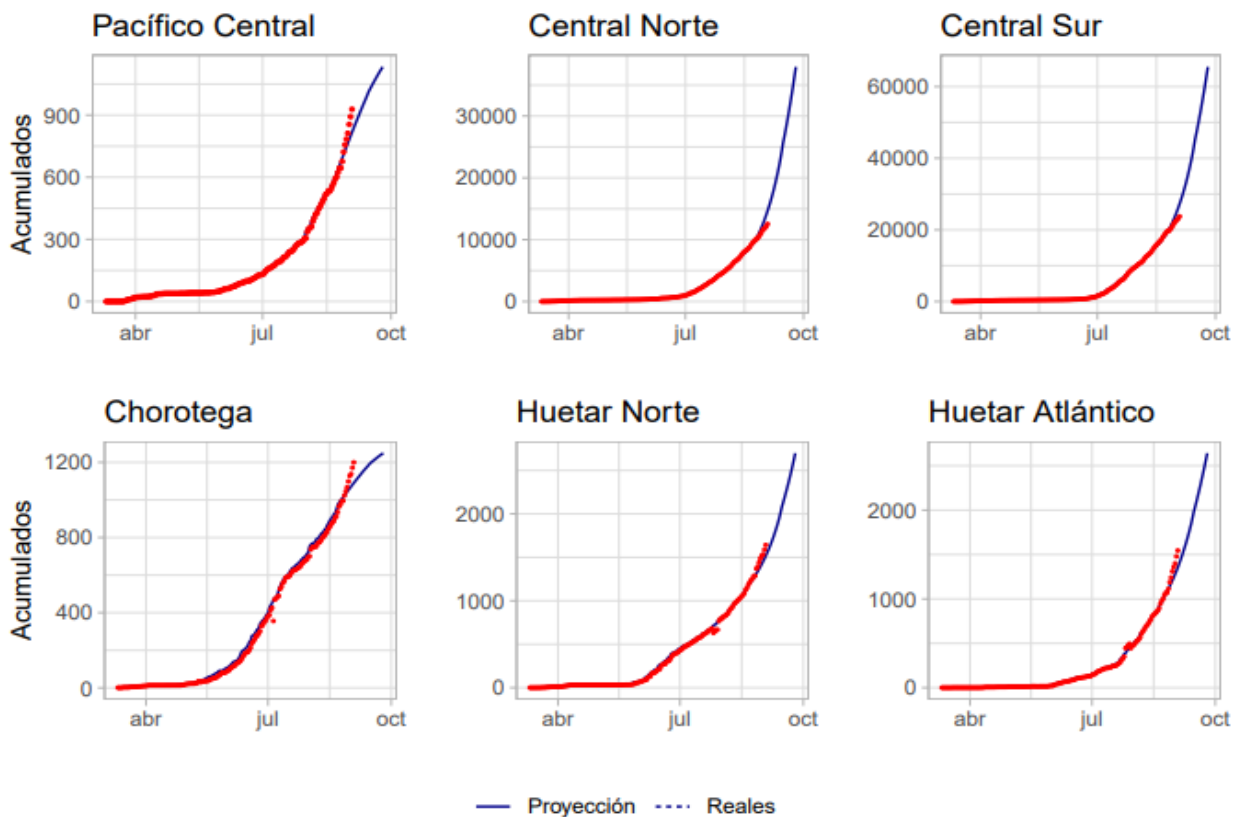 Pacífico Central
Central Norte
Central Sur
Acumulados
900
600
300
0
abr
jul
oct
30000
20000
10000
0
abr
jul
oct
60000
40000
20000
0
abr
jul
oct
Chorotega
Huetar Norte
Huetar Atlántico
Acumulados
1200
800
400
0
abr
jul
oct
2000
1000
0
abr
jul
oct
2000
1000
0
abr
jul
oct
Proyección
Reales